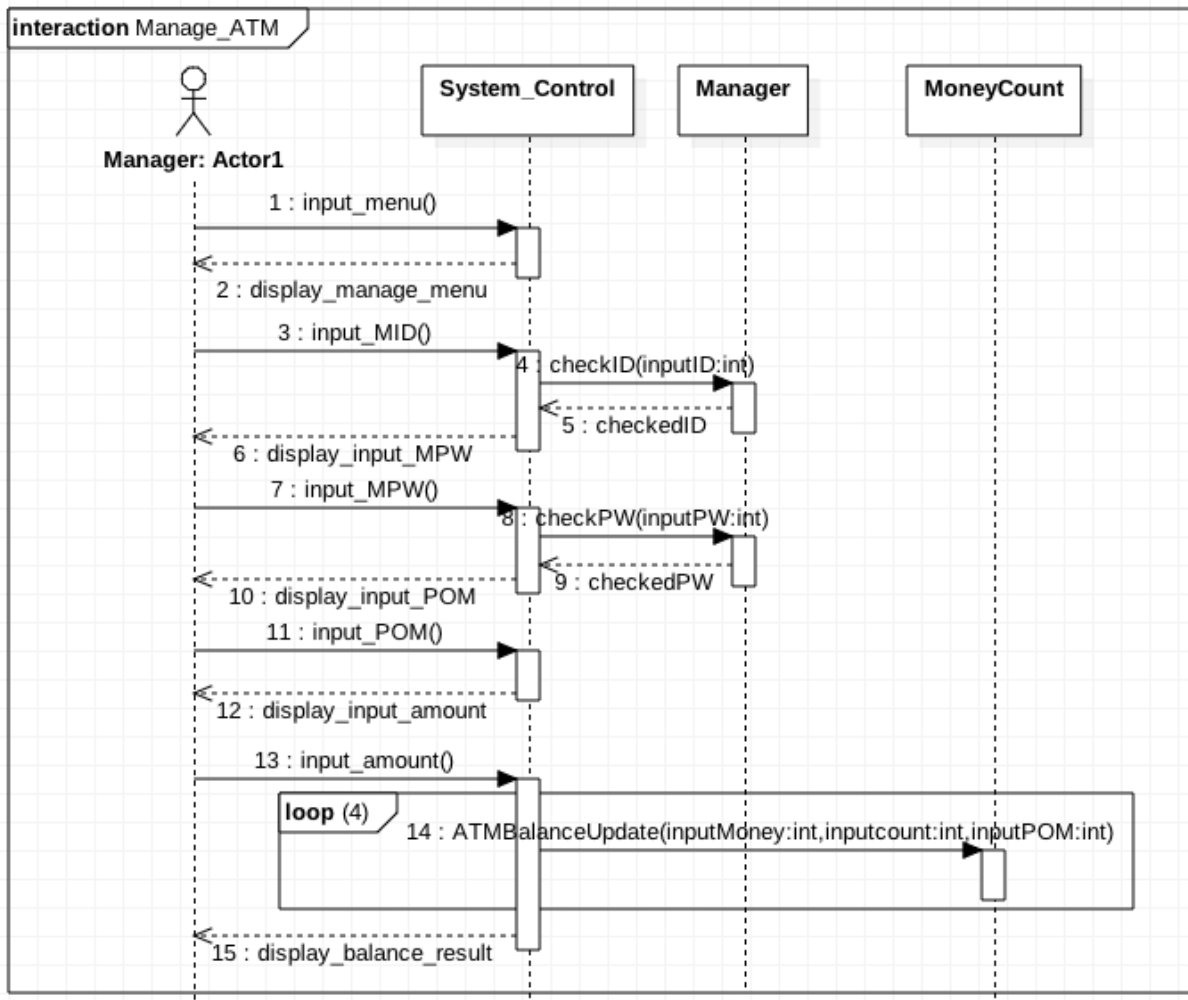 interaction Manage_ATM
System_Control
Manager
MoneyCount
Manager: Actor1
1 : input_menu()
2 : display_manage_menu
3 : input_MID()
4 : checkID(inputID:int)
5 : checkedID
6 : display_input_MPW
7 : input_MPW()
8 : checkPW(inputPW:int)
9 : checkedPW
10 : display_input_POM
11 : input_POM()
12 : display_input_amount
13 : input_amount()
loop (4)
14 : ATMBalanceUpdate(inputMoney:int,inputcount:int,inputPOM:int)
15 : display_balance_result